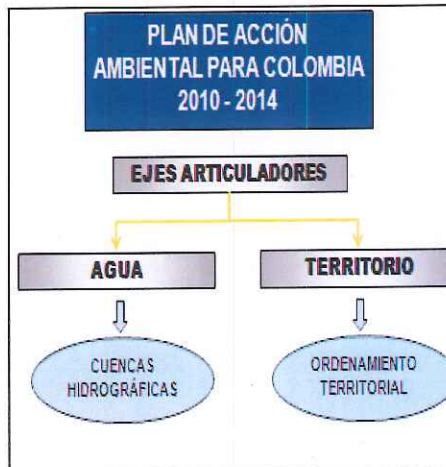 PLAN DE ACCIÓN
AMBIENTAL PARA COLOMBIA
2010 - 2014
EJES ARTICULADORES
AGUA
TERRITORIO
CUENCAS
HIDROGRÁFICAS
ORDENAMIENTO
TERRITORIAL